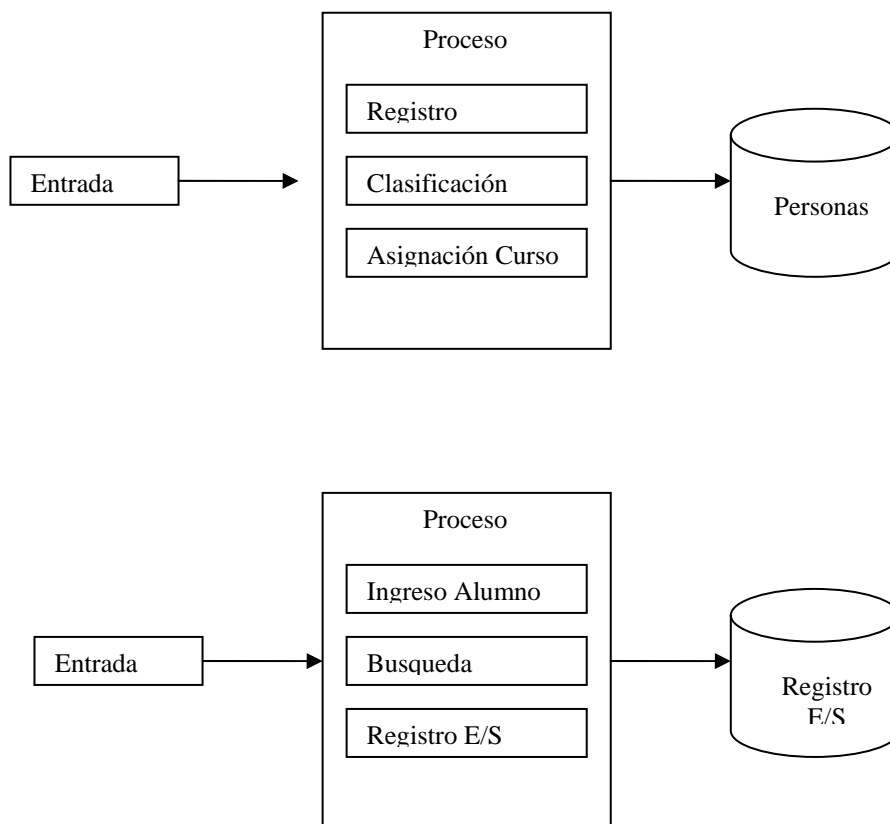 Proceso
Registro
Entrada
Clasificación
Personas
Asignación Curso
Proceso
Ingreso Alumno
Entrada
Busqueda
Registro
E/S
Registro E/S